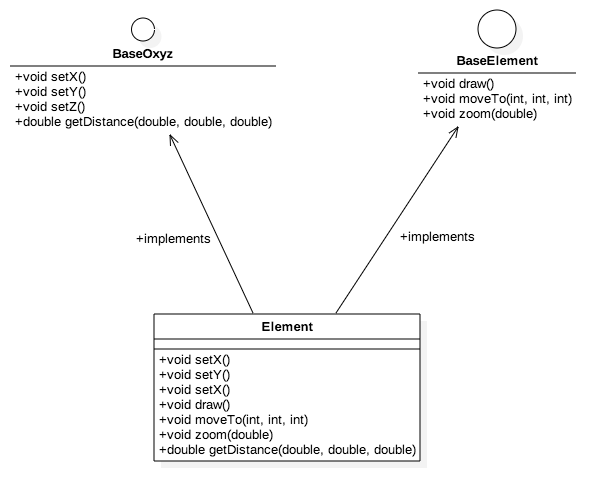 BaseOxyz
+void setX()
+void setY()
+void setZ()
+double getDistance(double, double, double)
BaseElement
+void draw()
+void moveTo(int, int, int)
+void zoom(double)
+implements
+implements
Element
+void setX()
+void setY()
+void setX()
+void draw()
+void moveTo(int, int, int)
+void zoom(double)
+double getDistance(double, double, double)